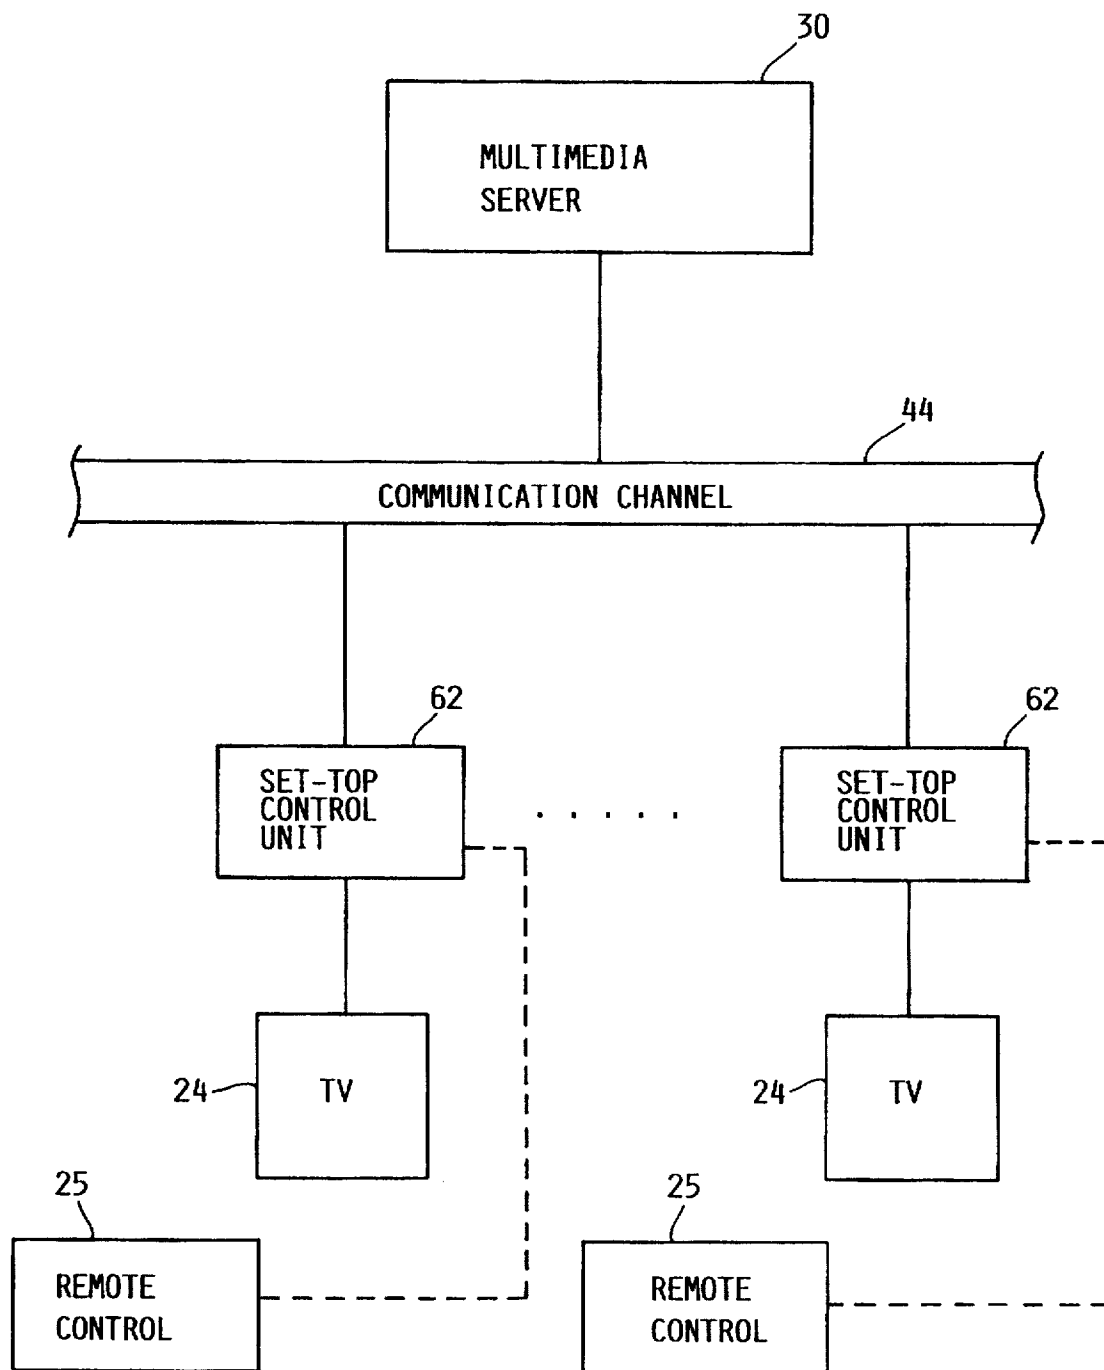 30
MULTIMEDIA
SERVER
44
COMMUNICATION CHANNEL
62
62
SET-TOP
CONTROL
UNIT
. . . . .
SET-TOP
CONTROL
UNIT
24
TV
24
TV
25
25
REMOTE
CONTROL
REMOTE
CONTROL